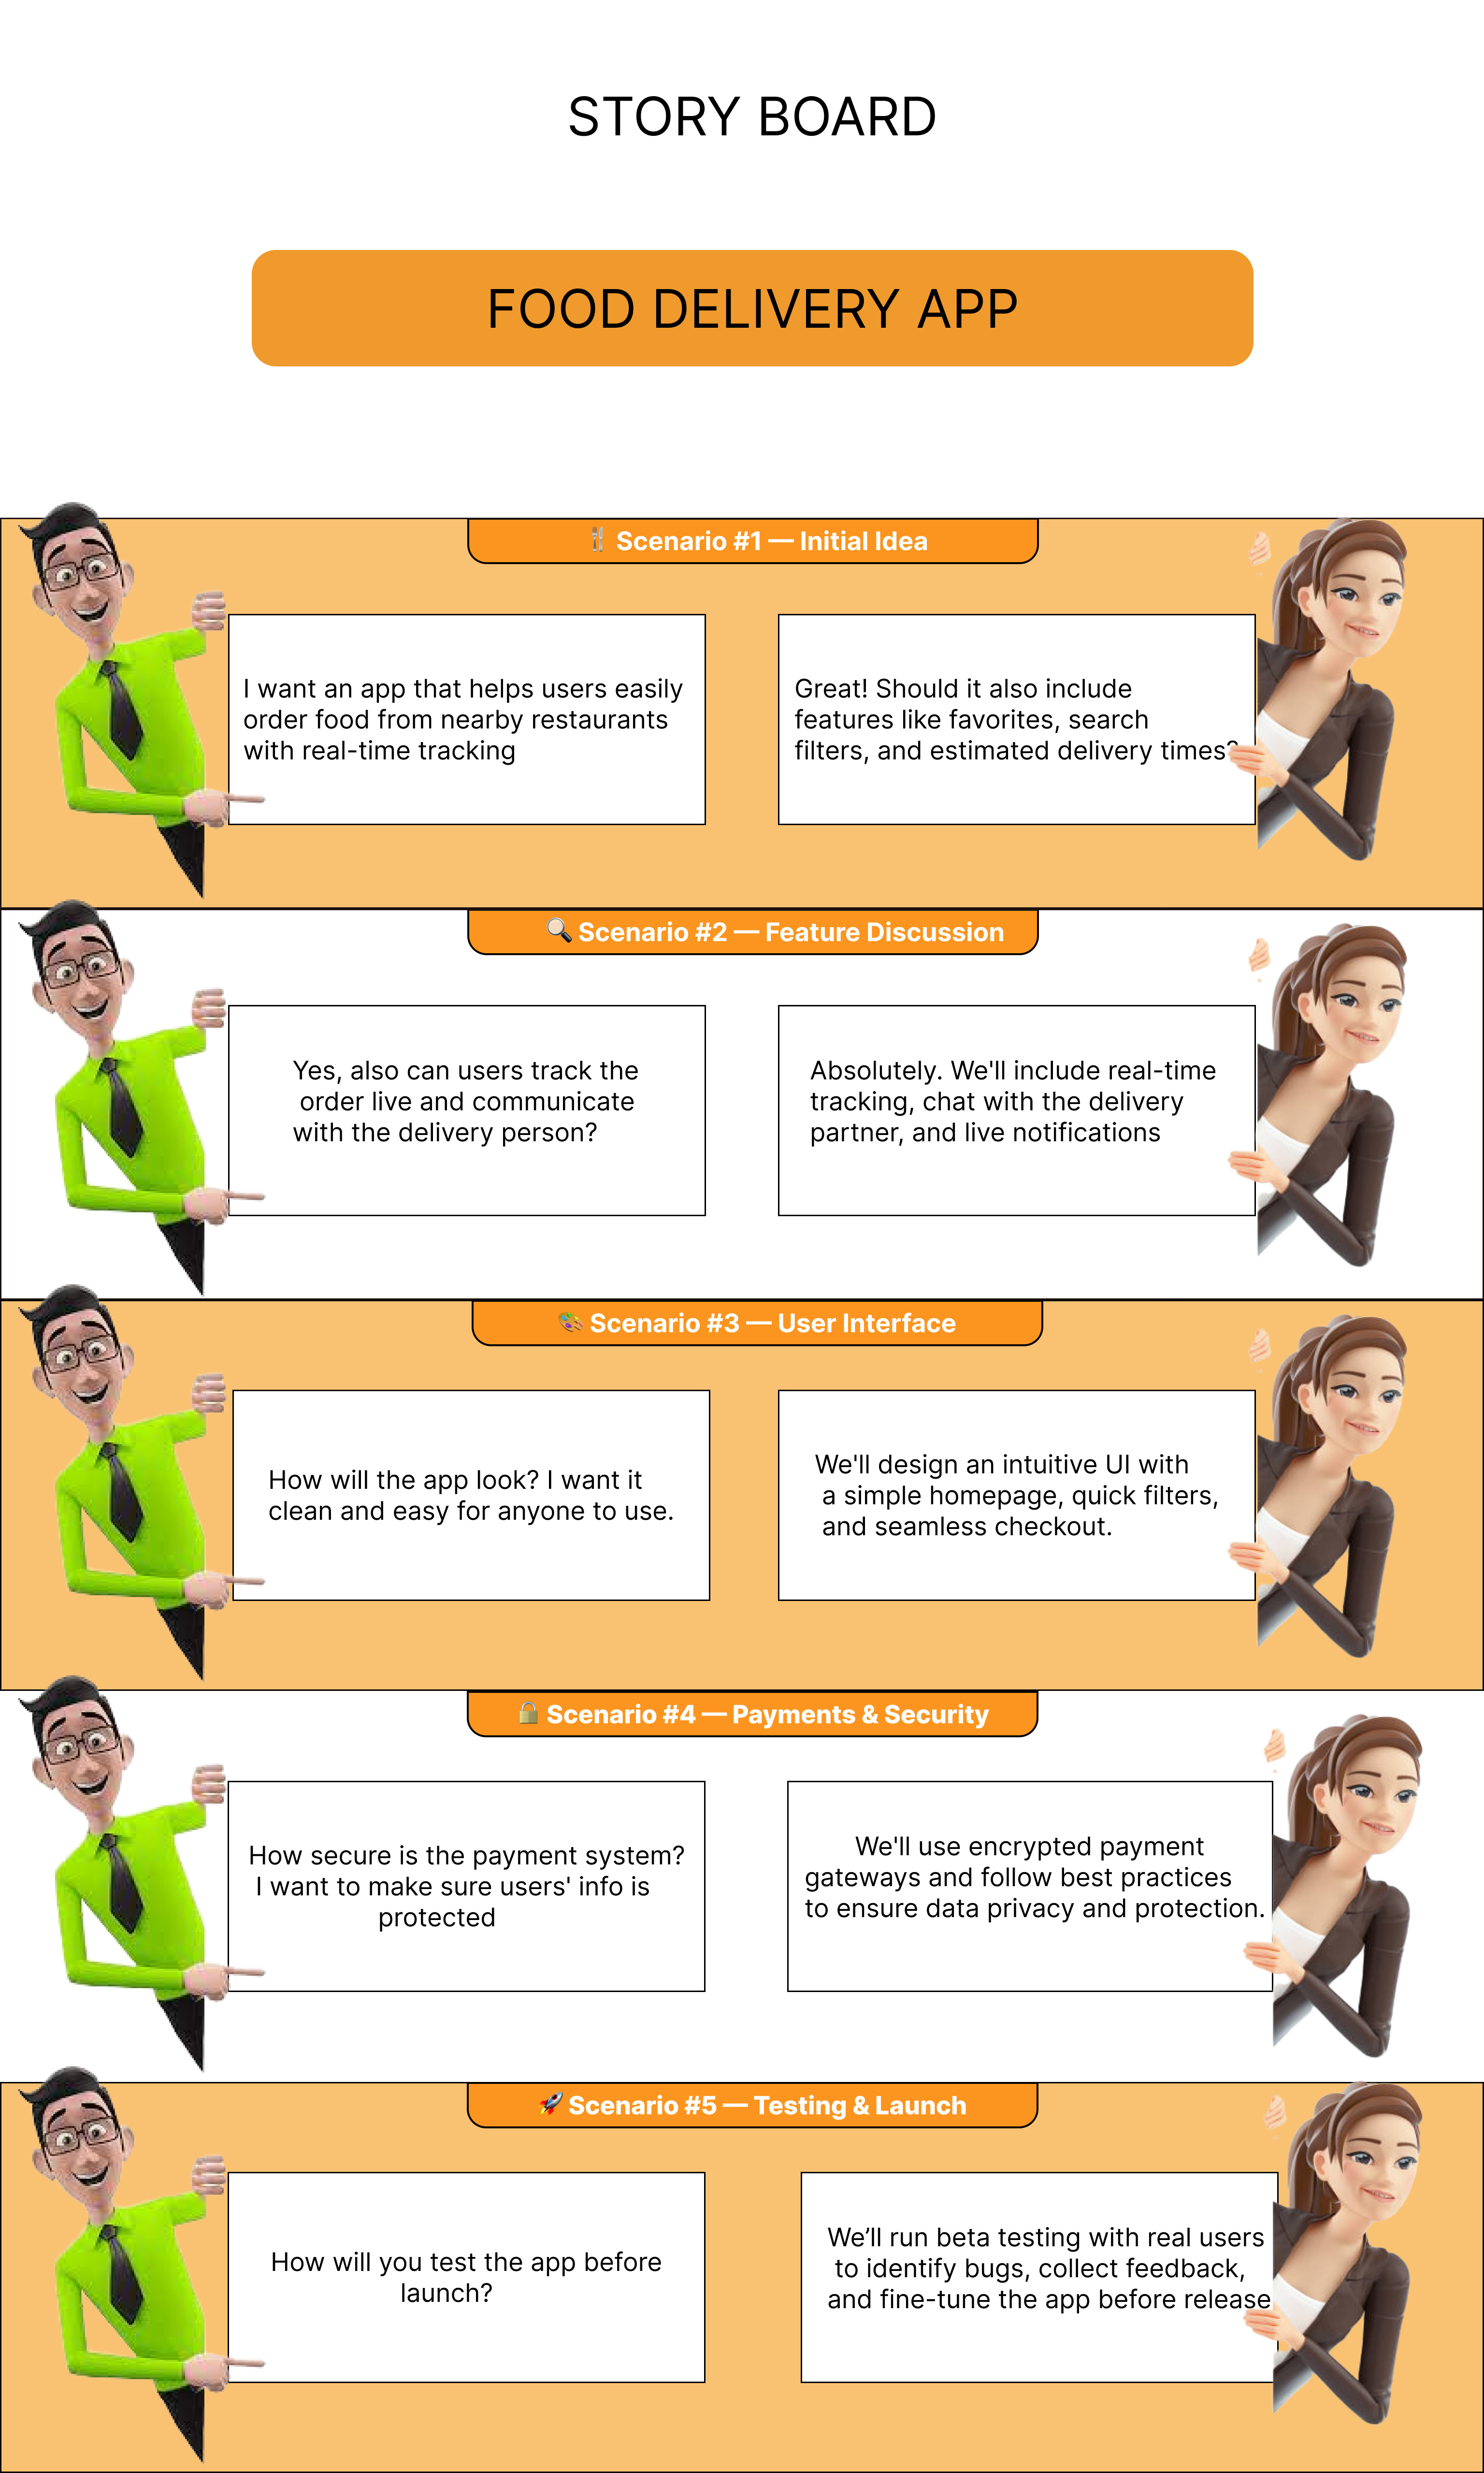 STORY BOARD
FOOD DELIVERY APP
🍴 Scenario #1 — Initial Idea
I want an app that helps users easily
order food from nearby restaurants
with real-time tracking
Great! Should it also include
features like favorites, search
filters, and estimated delivery times?
🔍 Scenario #2 — Feature Discussion
Yes, also can users track the
order live and communicate
with the delivery person?
Absolutely. We'll include real-time
tracking, chat with the delivery
partner, and live notifications
🎨 Scenario #3 — User Interface
How will the app look? I want it
clean and easy for anyone to use.
We'll design an intuitive UI with
a simple homepage, quick filters,
and seamless checkout.
🔒 Scenario #4 — Payments & Security
How secure is the payment system?
I want to make sure users' info is
protected
We'll use encrypted payment
gateways and follow best practices
to ensure data privacy and protection.
🚀 Scenario #5 — Testing & Launch
How will you test the app before
launch?
We’ll run beta testing with real users
to identify bugs, collect feedback,
and fine-tune the app before release